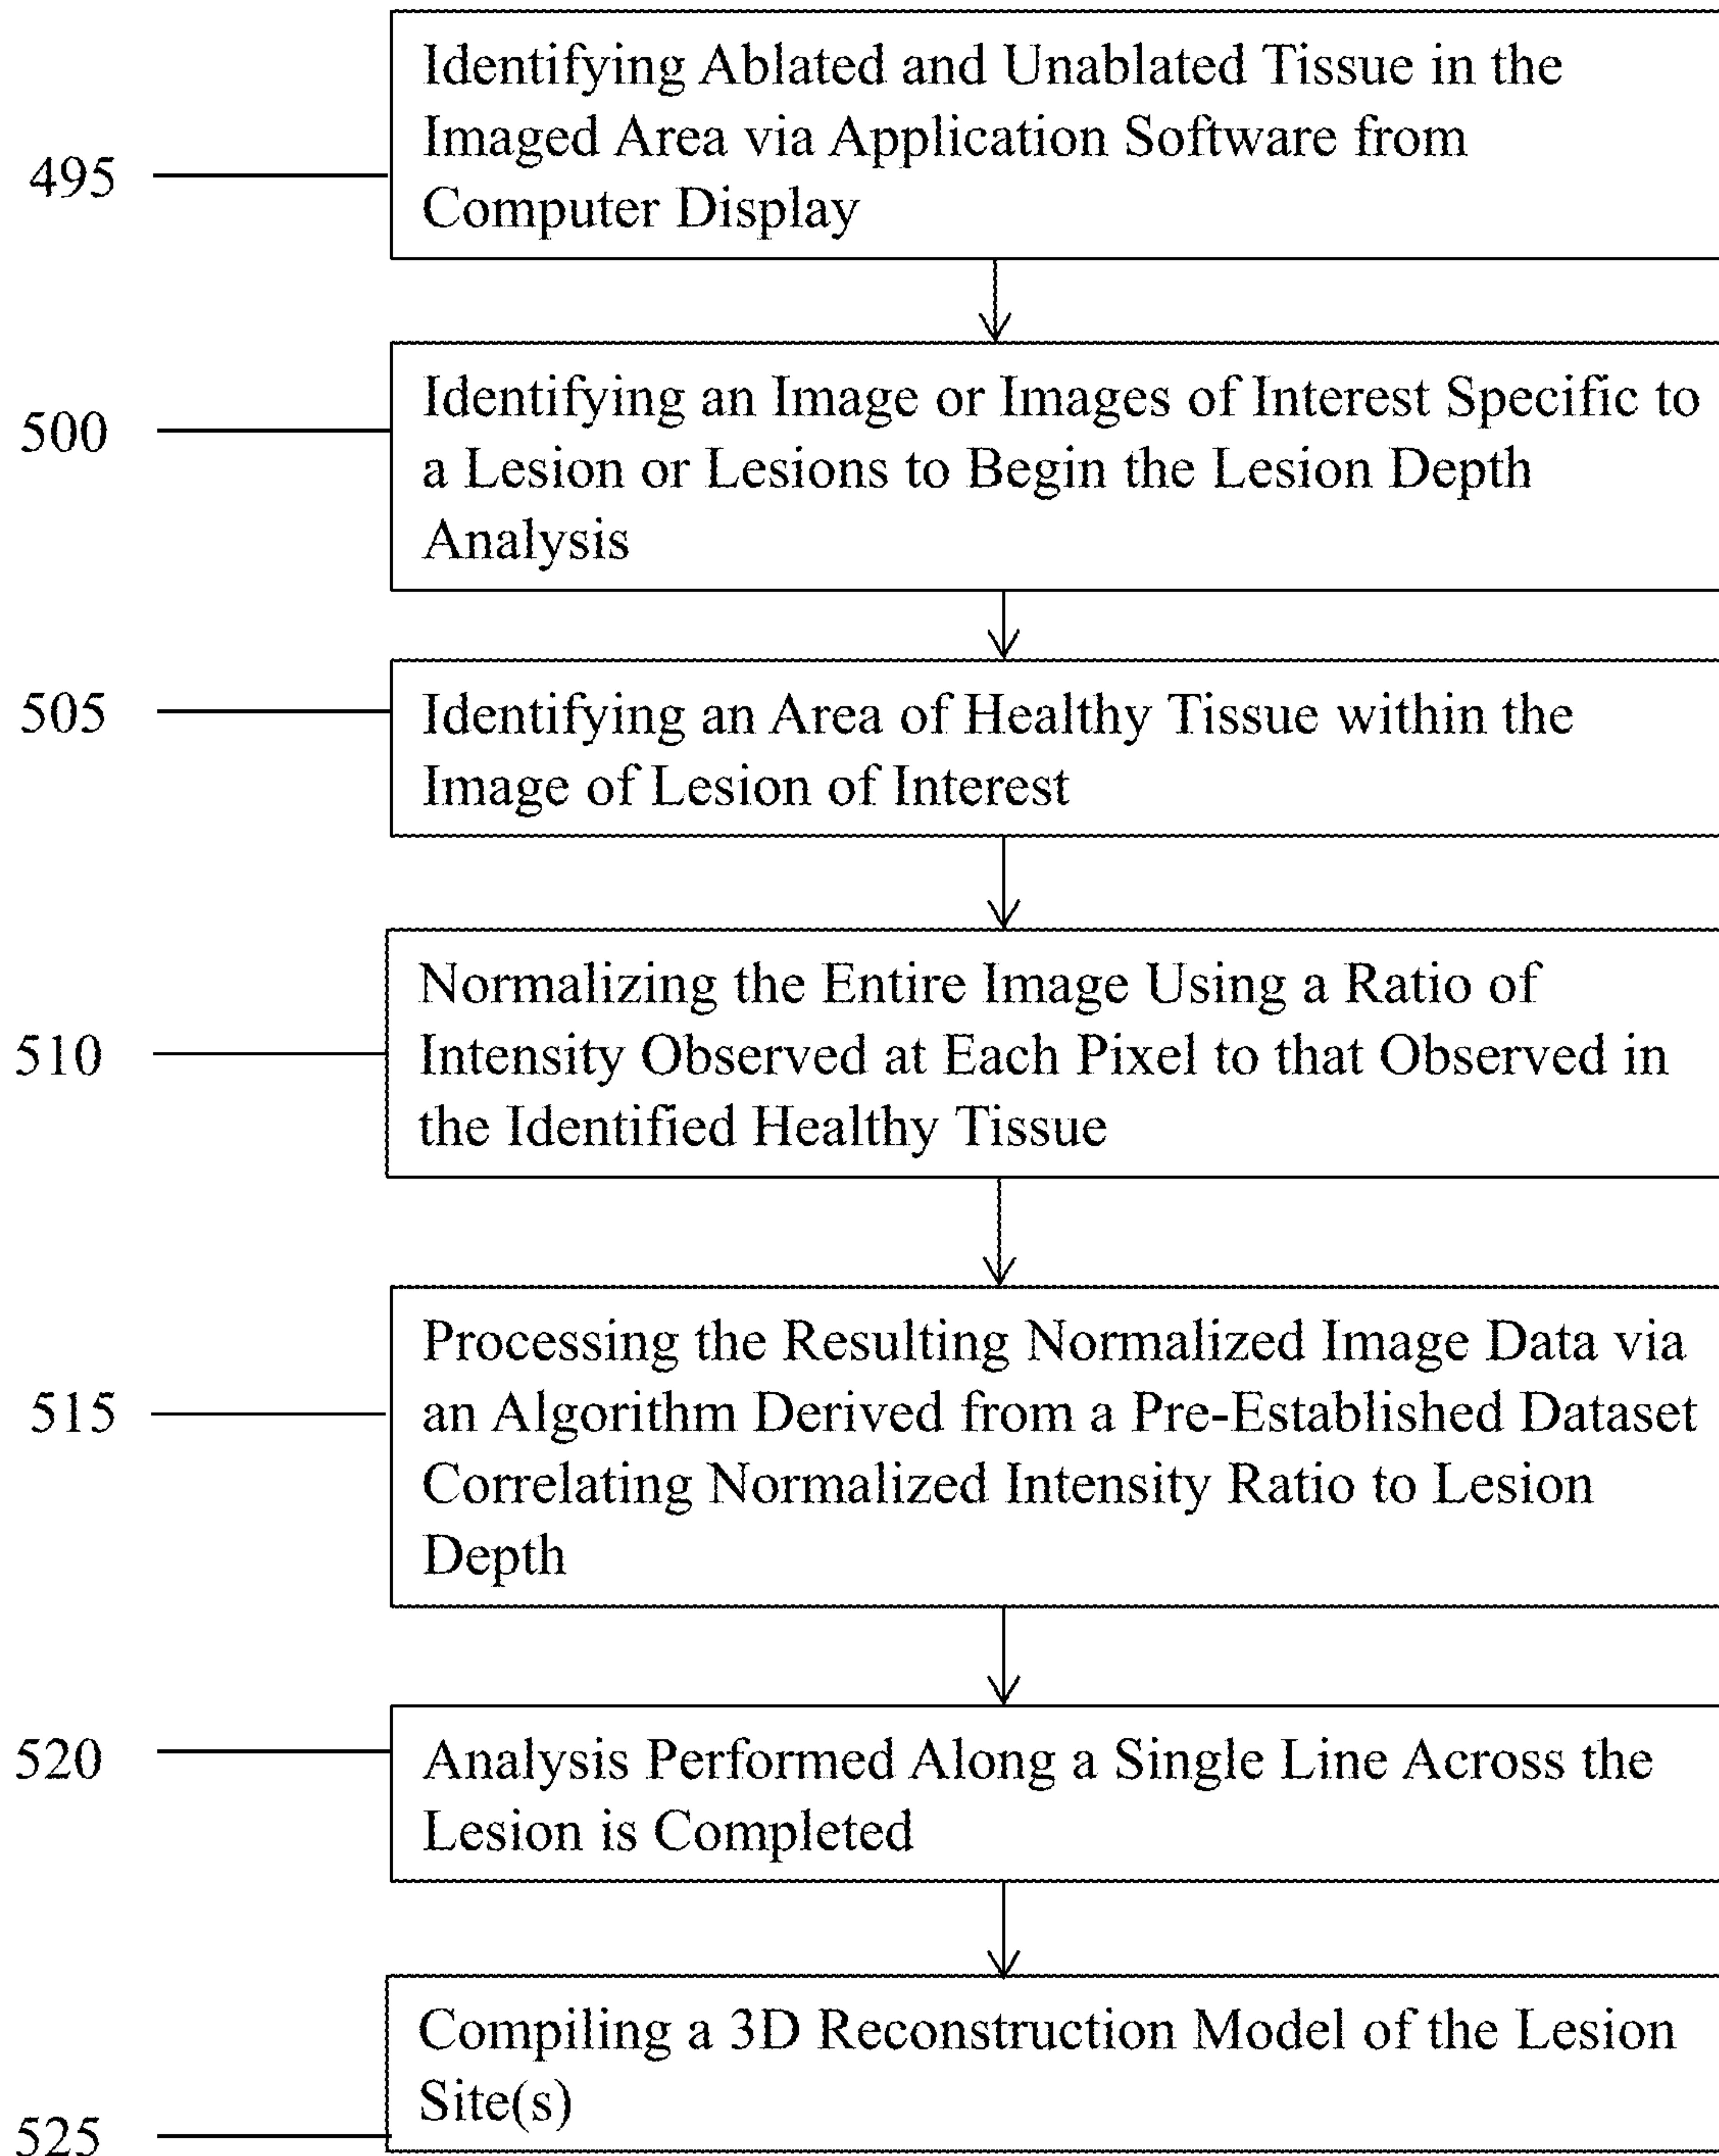 Identifying Ablated and Unablated Tissue in the
Imaged Area via Application Software from
495
Computer Display
Identifying an Image or Images of Interest Specific to
500
a Lesion or Lesions to Begin the Lesion Depth
Analysis
505
Identifying an Area of Healthy Tissue within the
Image of Lesion of Interest
Normalizing the Entire Image Using a Ratio of
510
Intensity Observed at Each Pixel to that Observed in
the Identified Healthy Tissue
Processing the Resulting Normalized Image Data via
515
an Algorithm Derived from a Pre-Established Dataset
Correlating Normalized Intensity Ratio to Lesion
Depth
520
Analysis Performed Along a Single Line Across the
Lesion is Completed
Compiling a 3D Reconstruction Model of the Lesion
Site(s)
525